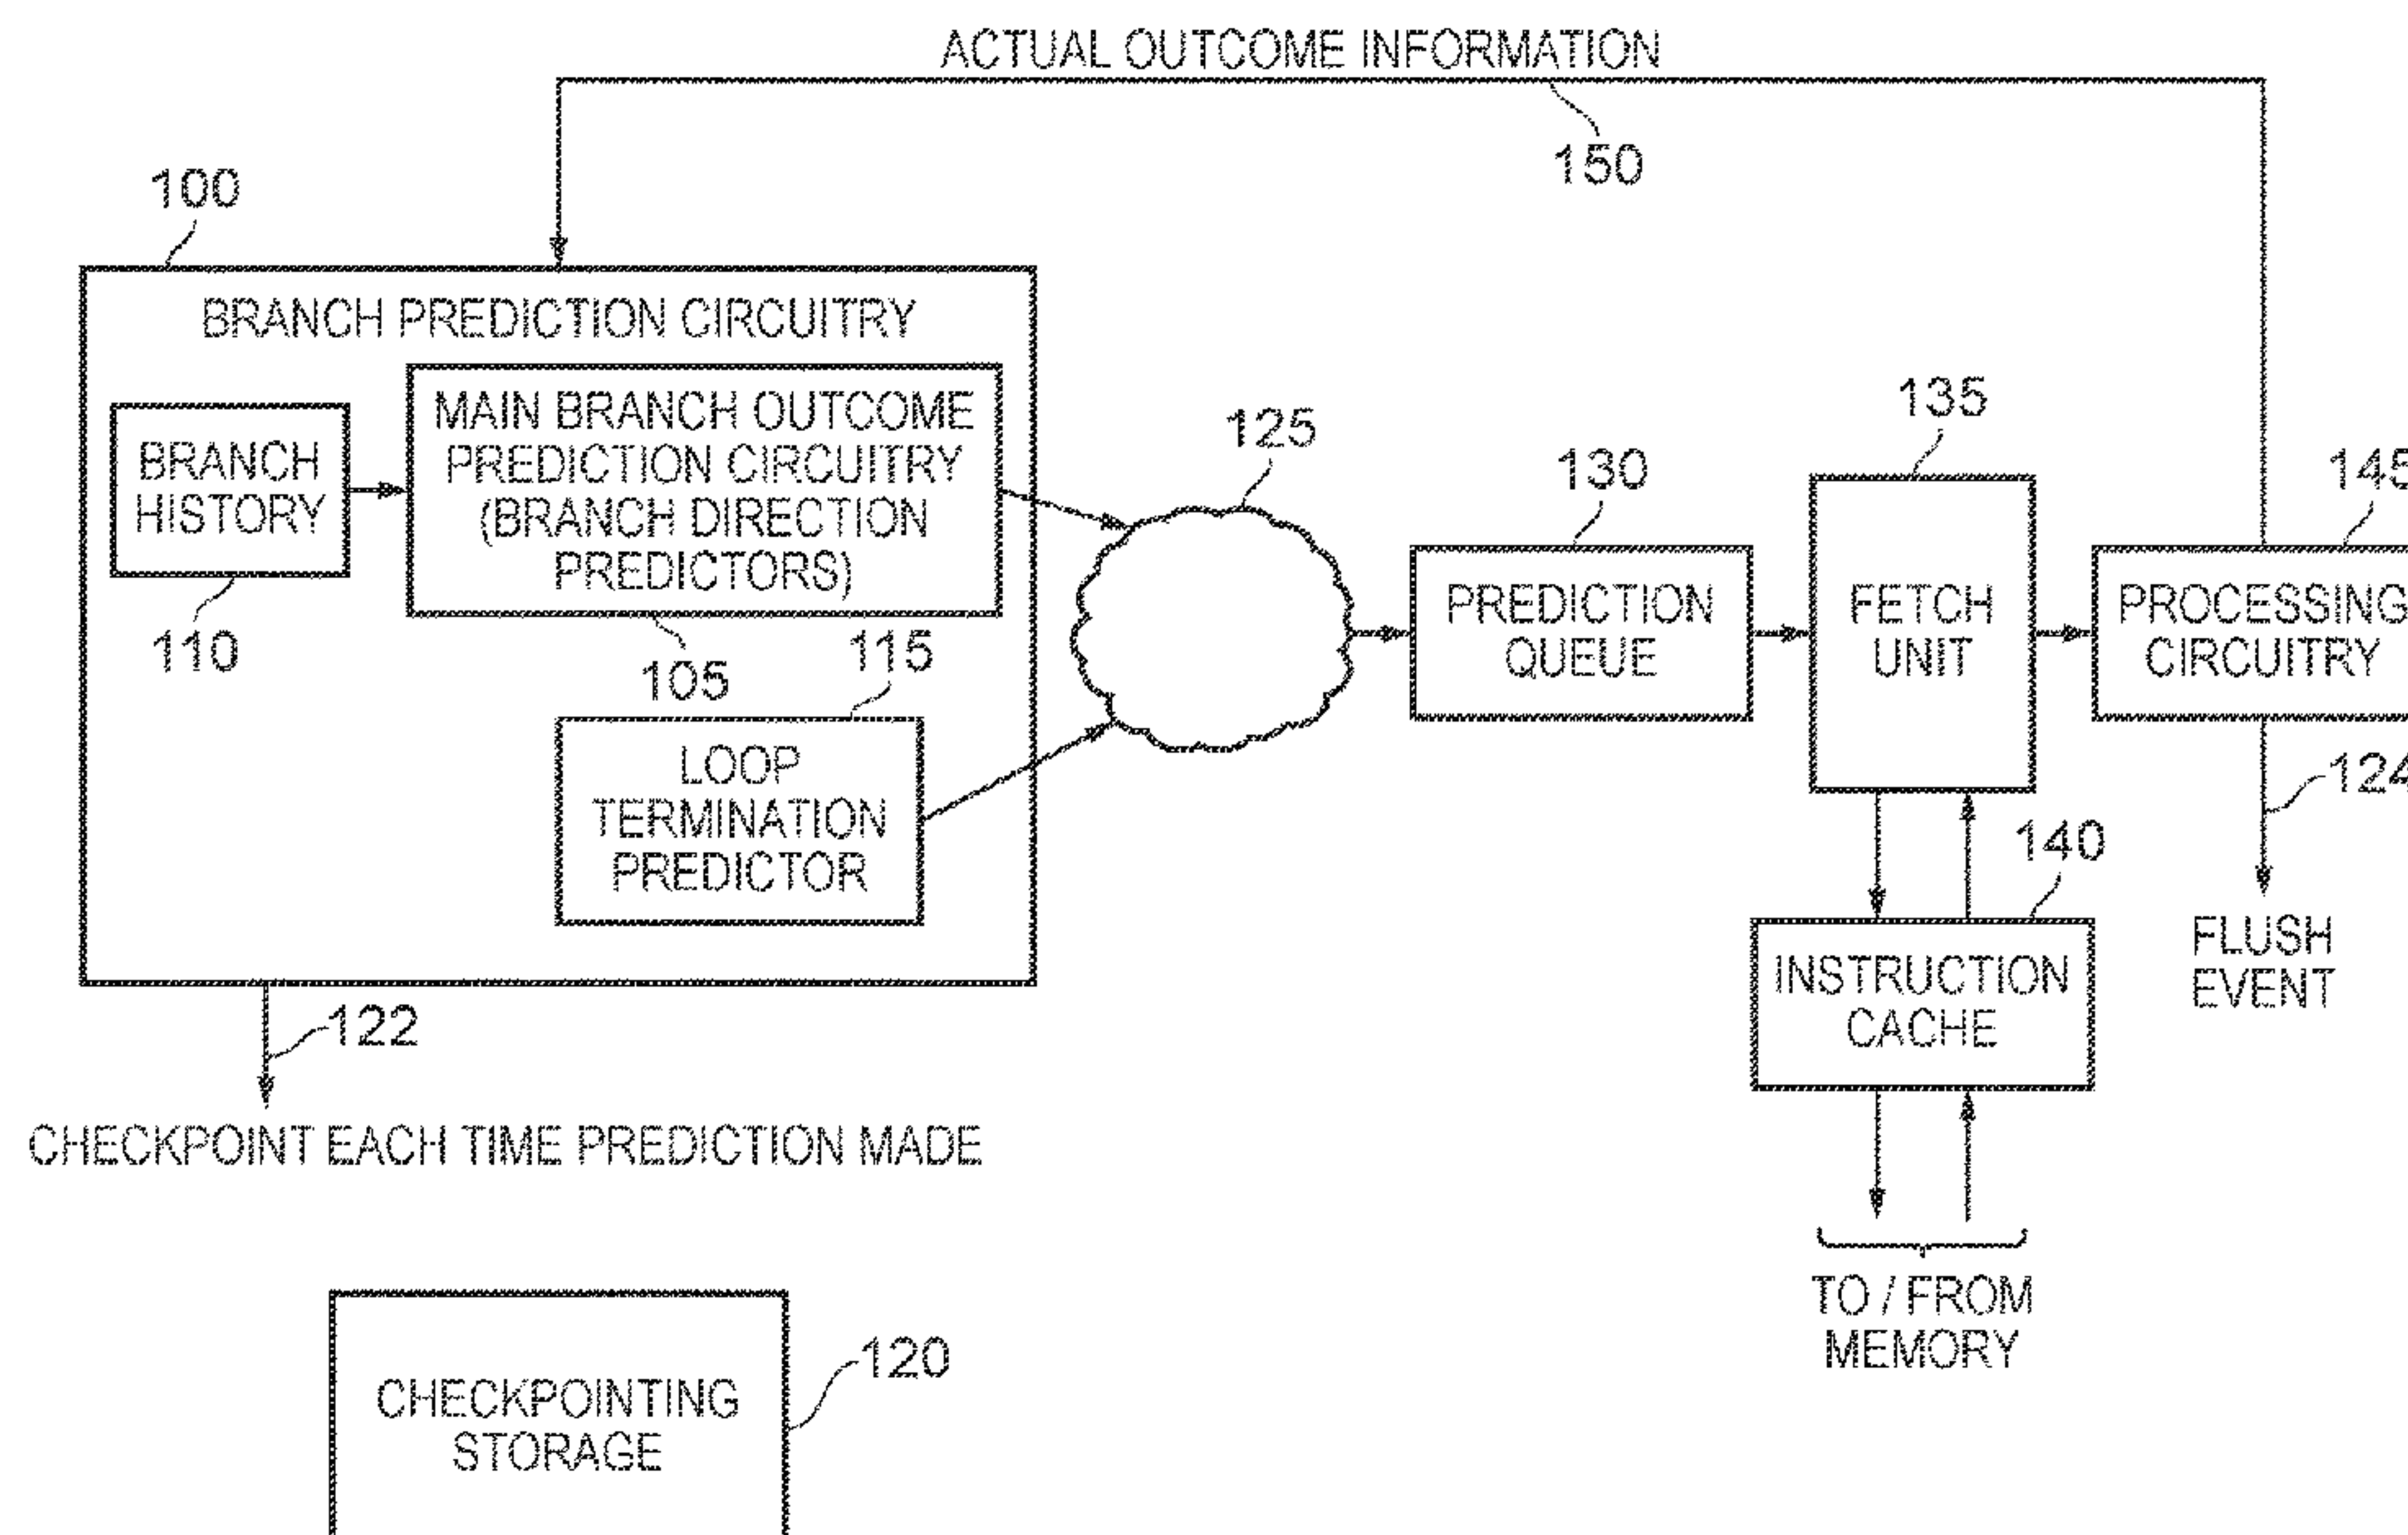 ACTUAL OUTCOME INFORMATION
150
100
BRANCH PREDICTION CIRCUITRY
BRANCH
HISTORY
110
MAIN BRANCH OUTCOME
PREDICTION CIRCUITRY
(BRANCH DIRECTION
PREDICTORS)
105
115
LOOP
TERMINATION
PREDICTOR
125
130
PREDICTION
QUEUE
135
FETCH
UNIT
145
PROCESSING
CIRCUITRY
124
FLUSH
EVENT
140
INSTRUCTION
CACHE
TO / FROM
MEMORY
122
CHECKPOINT EACH TIME PREDICTION MADE
120
CHECKPOINTING
STORAGE